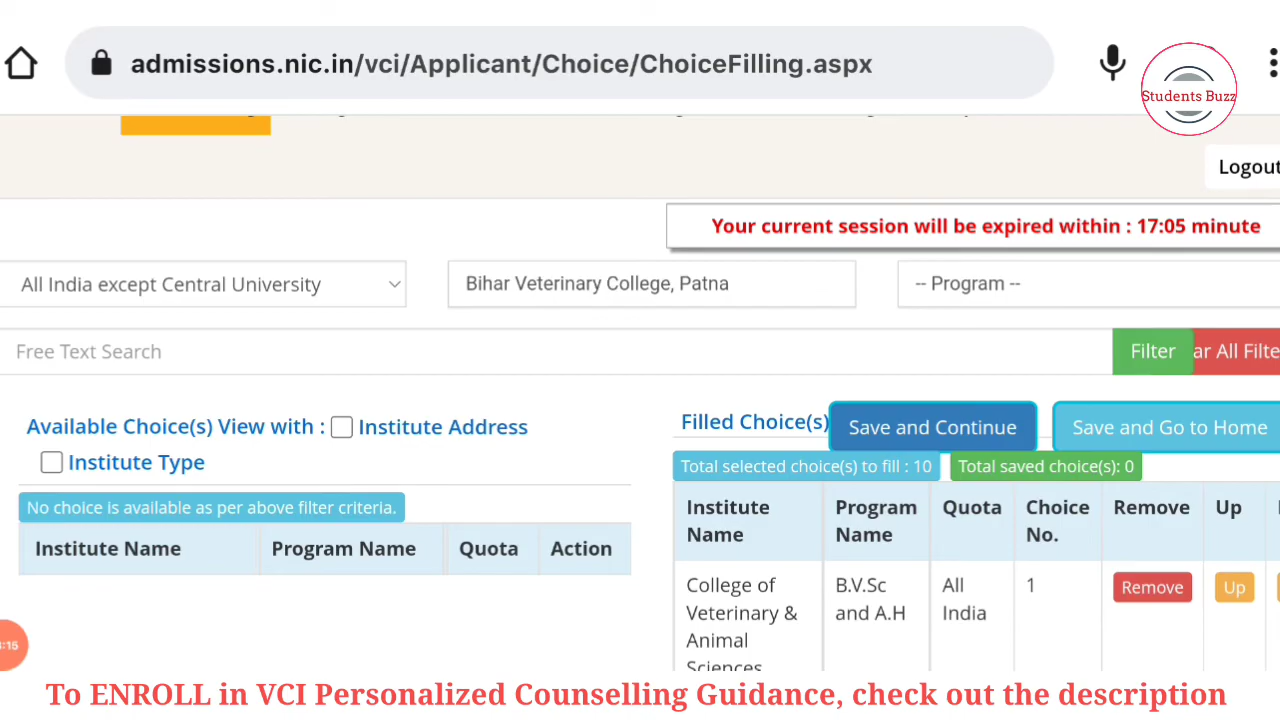 admissions.nic.in/vci/Applicant/Choice/ChoiceFilling.aspx
Students Buzz
Logout
Your current session will be expired within : 17:05 minute
All India except Central University
Bihar Veterinary College, Patna
-- Program --
Free Text Search
Filter
ar All Filte
Available Choice(s) View with : Institute Address
Institute Type
Filled Choice(s)
Save and Continue
Save and Go to Home
Total selected choice(s) to fill : 10
Total saved choice(s): 0
No choice is available as per above filter criteria.
Institute Name Program Name Quota Action
Institute Program Quota Choice Remove Up
Name Name No.
College of B.V.Sc All 1 Remove Up
Veterinary & and A.H India
Animal
Sciences
:15
To ENROLL in VCI Personalized Counselling Guidance, check out the description